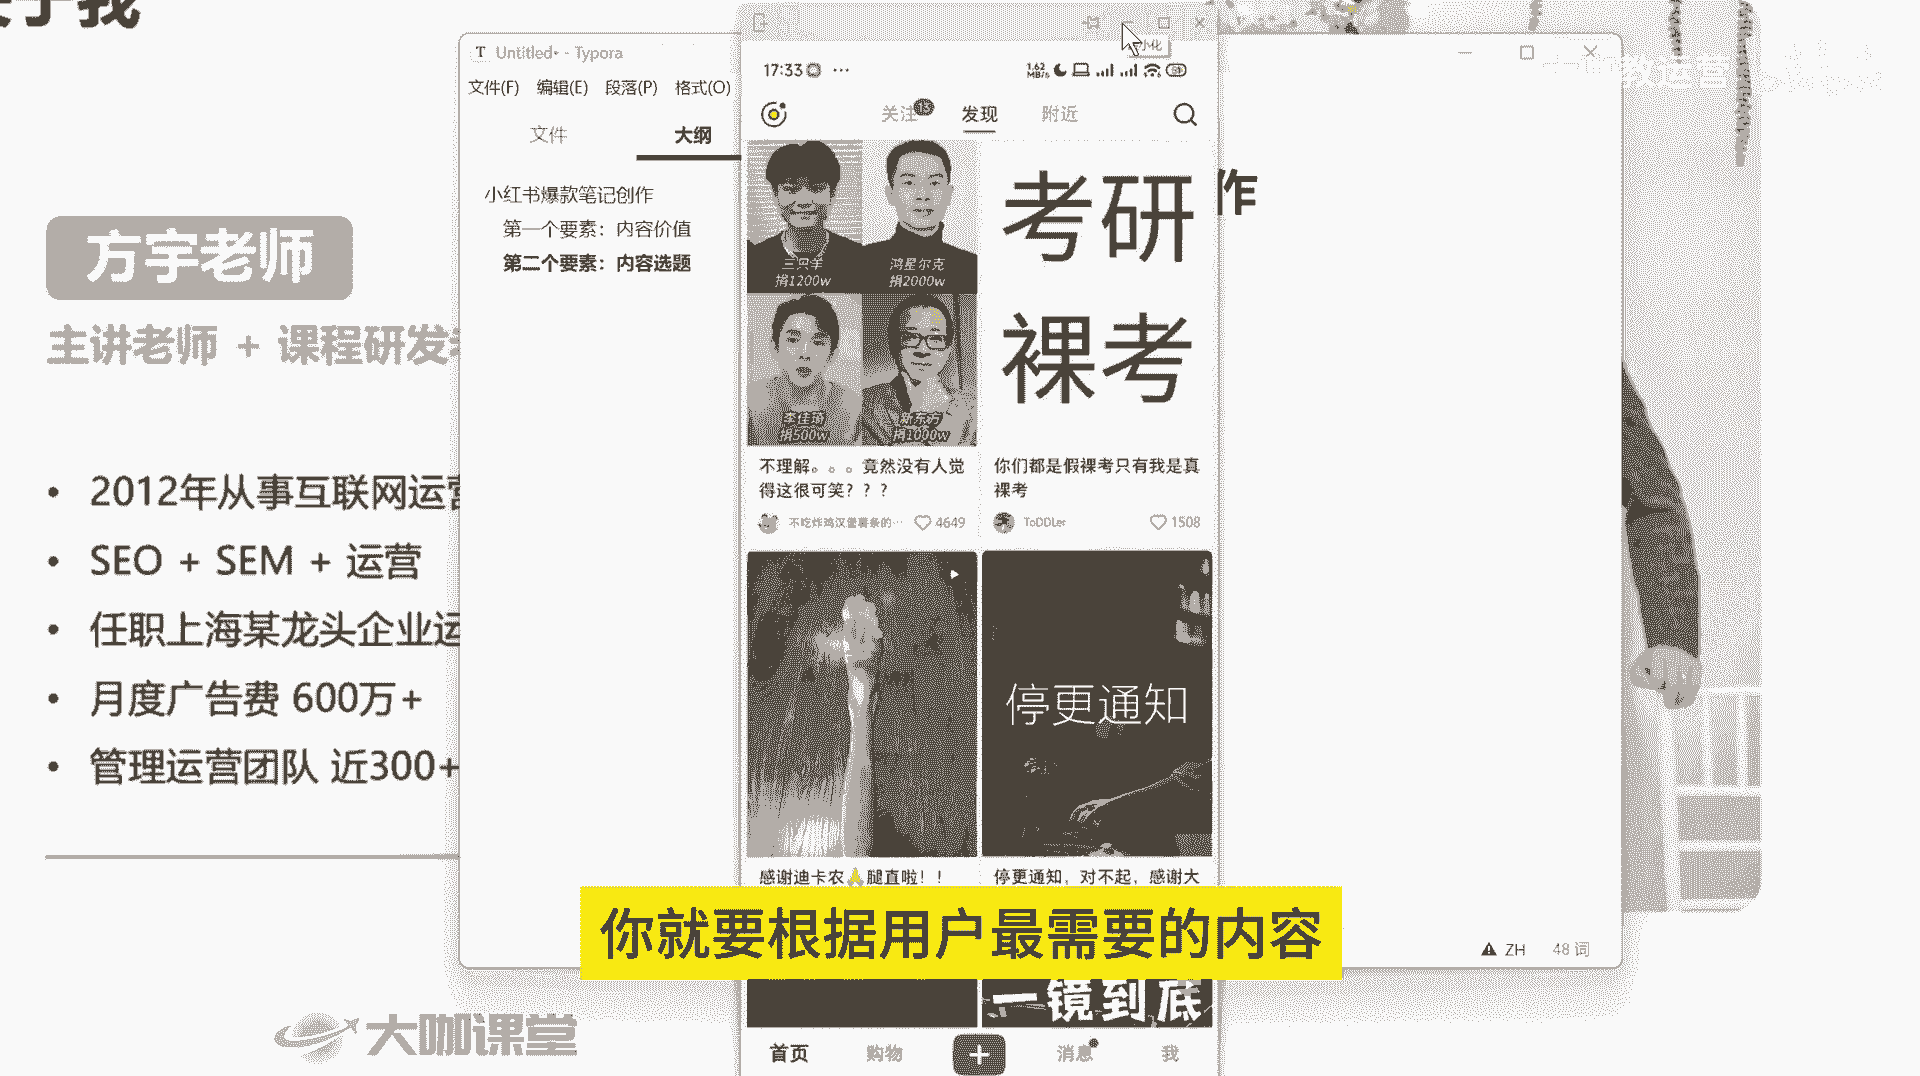 方宇老师
主讲老师 + 课程研发
• 2012年从事互联网运营
• SEO + SEM + 运营
• 任职上海某龙头企业运
• 月度广告费 600万+
• 管理运营团队 近300+
大咖课堂
T Untitled• - Typora
文件(F) 编辑(E) 段落(P) 格式(O)
文件 大纲
小红书爆款笔记创作
第一个要素：内容价值
第二个要素：内容选题
作
ZH 48 词
教运营
小化
17:33 ···
1.62 MB/s
关注 13 发现 附近
三只羊
捐1200w
鸿星尔克
捐2000w
李佳琦
捐500w
新东方
捐1000w
不理解。。。竟然没有人觉
得这很可笑？？？
不吃炸鸡汉堡薯条的… 4649
考研
裸考
你们都是假裸考只有我是真
裸考
ToDDLer 1508
感谢迪卡农🙏腿直啦！！
停更通知
停更通知，对不起，感谢大
你就要根据用户最需要的内容
一镜到底
首页 购物 + 消息 我